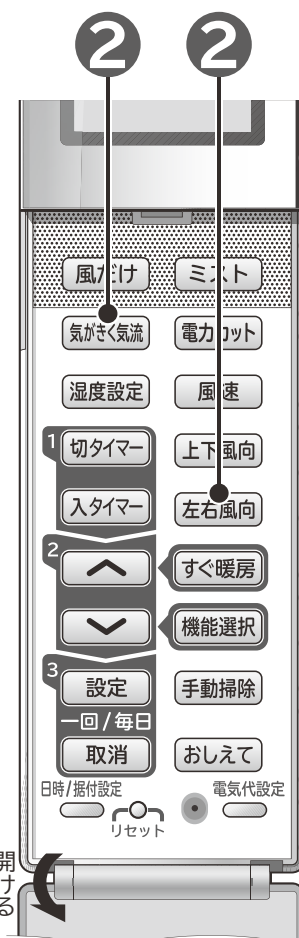 2 2
風だけ ミスト
気がきく気流 電力カット
湿度設定 風速
1 切タイマー 上下風向
入タイマー 左右風向
2 すぐ暖房
機能選択
3 設定 手動掃除
一回/毎日
取消 おしえて
日時/据付設定 電気代設定
リセット
開ける